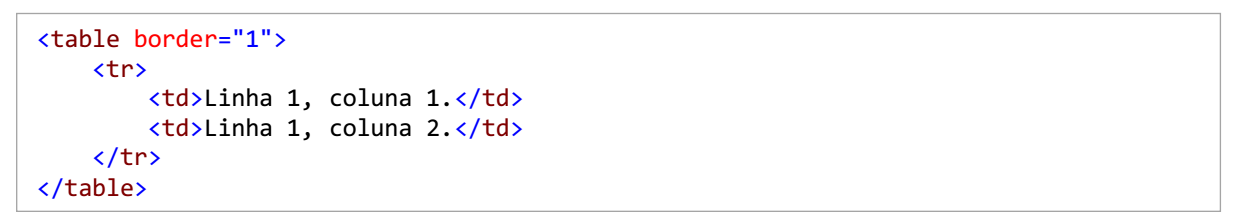 <table border="1">
    <tr>
        <td>Linha 1, coluna 1.</td>
        <td>Linha 1, coluna 2.</td>
    </tr>
</table>